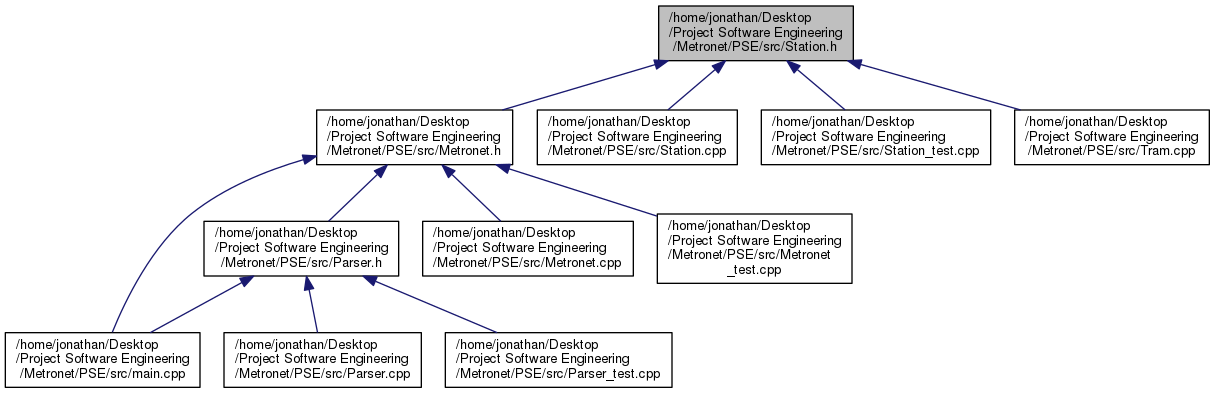 /home/jonathan/Desktop
/Project Software Engineering
/Metronet/PSE/src/Station.h
/home/jonathan/Desktop
/Project Software Engineering
/Metronet/PSE/src/Metronet.h
/home/jonathan/Desktop
/Project Software Engineering
/Metronet/PSE/src/Station.cpp
/home/jonathan/Desktop
/Project Software Engineering
/Metronet/PSE/src/Station_test.cpp
/home/jonathan/Desktop
/Project Software Engineering
/Metronet/PSE/src/Tram.cpp
/home/jonathan/Desktop
/Project Software Engineering
/Metronet/PSE/src/Parser.h
/home/jonathan/Desktop
/Project Software Engineering
/Metronet/PSE/src/Metronet.cpp
/home/jonathan/Desktop
/Project Software Engineering
/Metronet/PSE/src/Metronet
_test.cpp
/home/jonathan/Desktop
/Project Software Engineering
/Metronet/PSE/src/main.cpp
/home/jonathan/Desktop
/Project Software Engineering
/Metronet/PSE/src/Parser.cpp
/home/jonathan/Desktop
/Project Software Engineering
/Metronet/PSE/src/Parser_test.cpp